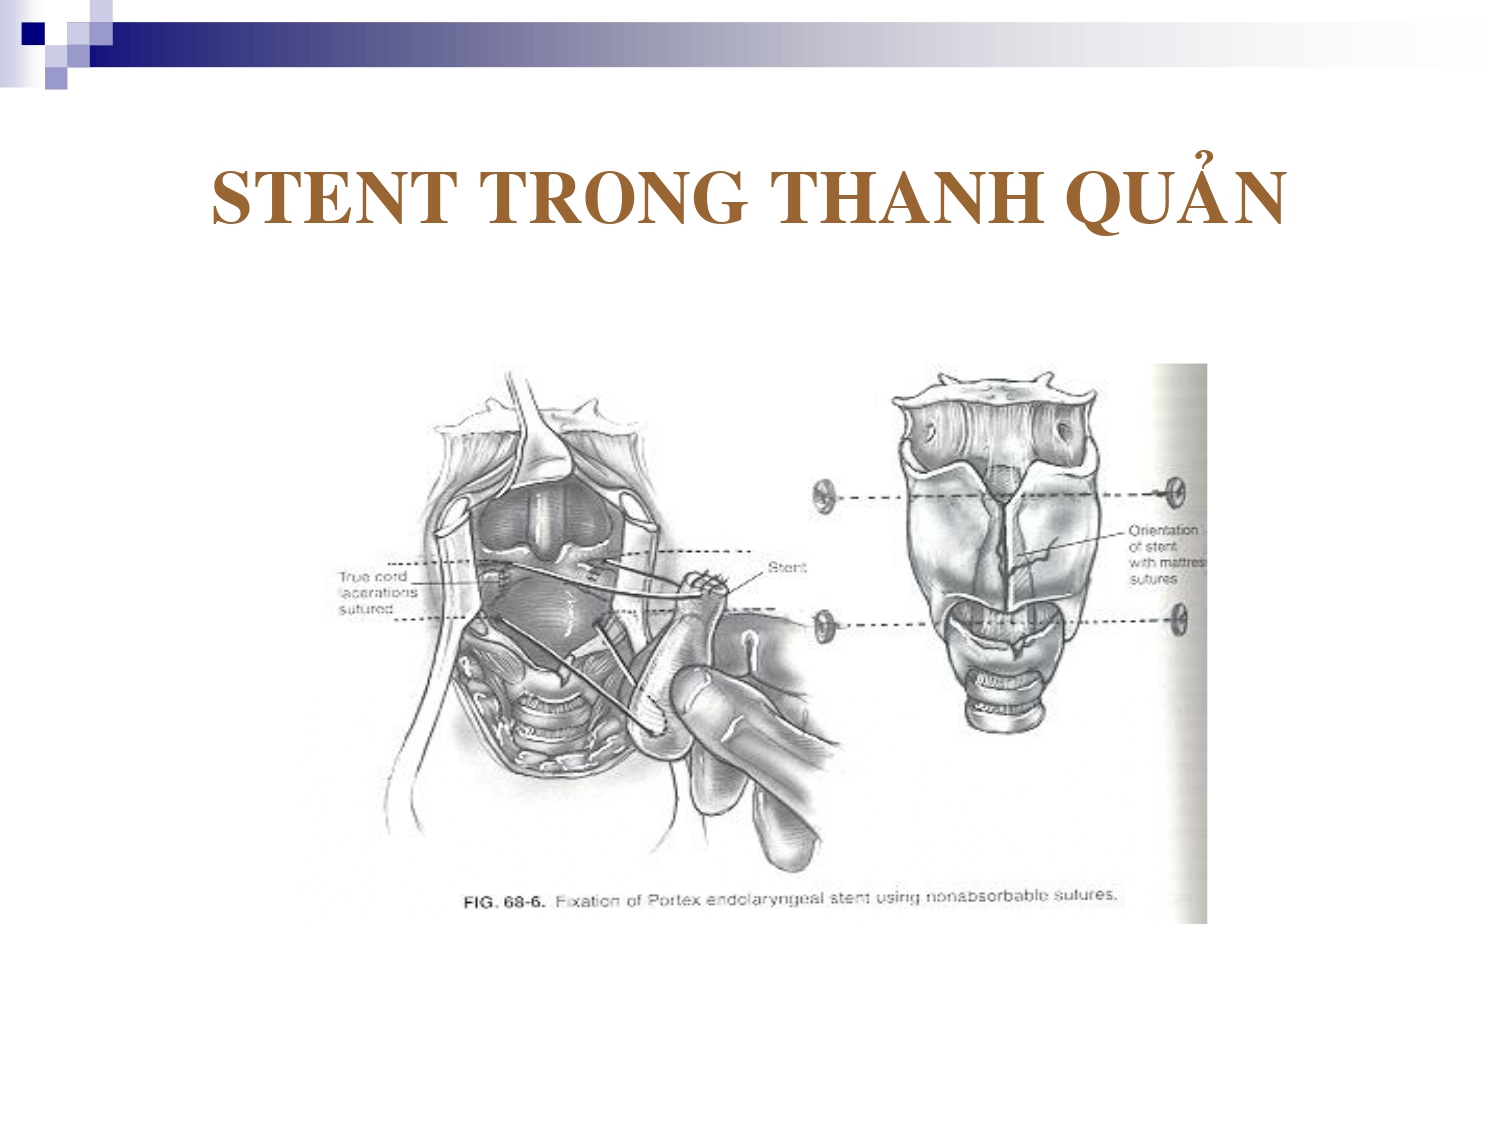 STENT TRONG THANH QUẢN
True cord
lacerations
sutured
Stent
Orientation
of stent
with mattres
sutures
FIG. 68-6. Fixation of Portex endolaryngeal stent using nonabsorbable sutures.